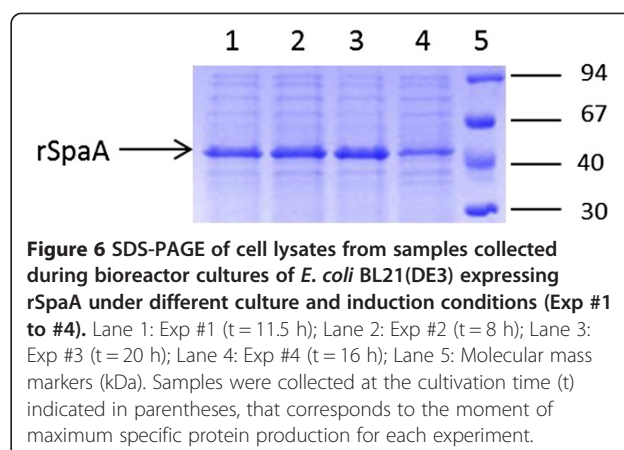 1 2 3 4 5
94
67
rSpaA
40
30
Figure 6 SDS-PAGE of cell lysates from samples collected
during bioreactor cultures of E. coli BL21(DE3) expressing
rSpaA under different culture and induction conditions (Exp #1
to #4). Lane 1: Exp #1 (t = 11.5 h); Lane 2: Exp #2 (t = 8 h); Lane 3:
Exp #3 (t = 20 h); Lane 4: Exp #4 (t = 16 h); Lane 5: Molecular mass
markers (kDa). Samples were collected at the cultivation time (t)
indicated in parentheses, that corresponds to the moment of
maximum specific protein production for each experiment.